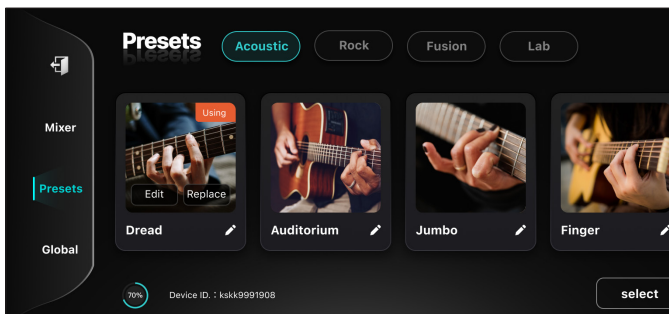 Presets
Acoustic
Rock
Fusion
Lab
Mixer
Presets
Global
Using
Edit
Replace
Dread
Auditorium
Jumbo
Finger
70%
Device ID. : kskk9991908
select